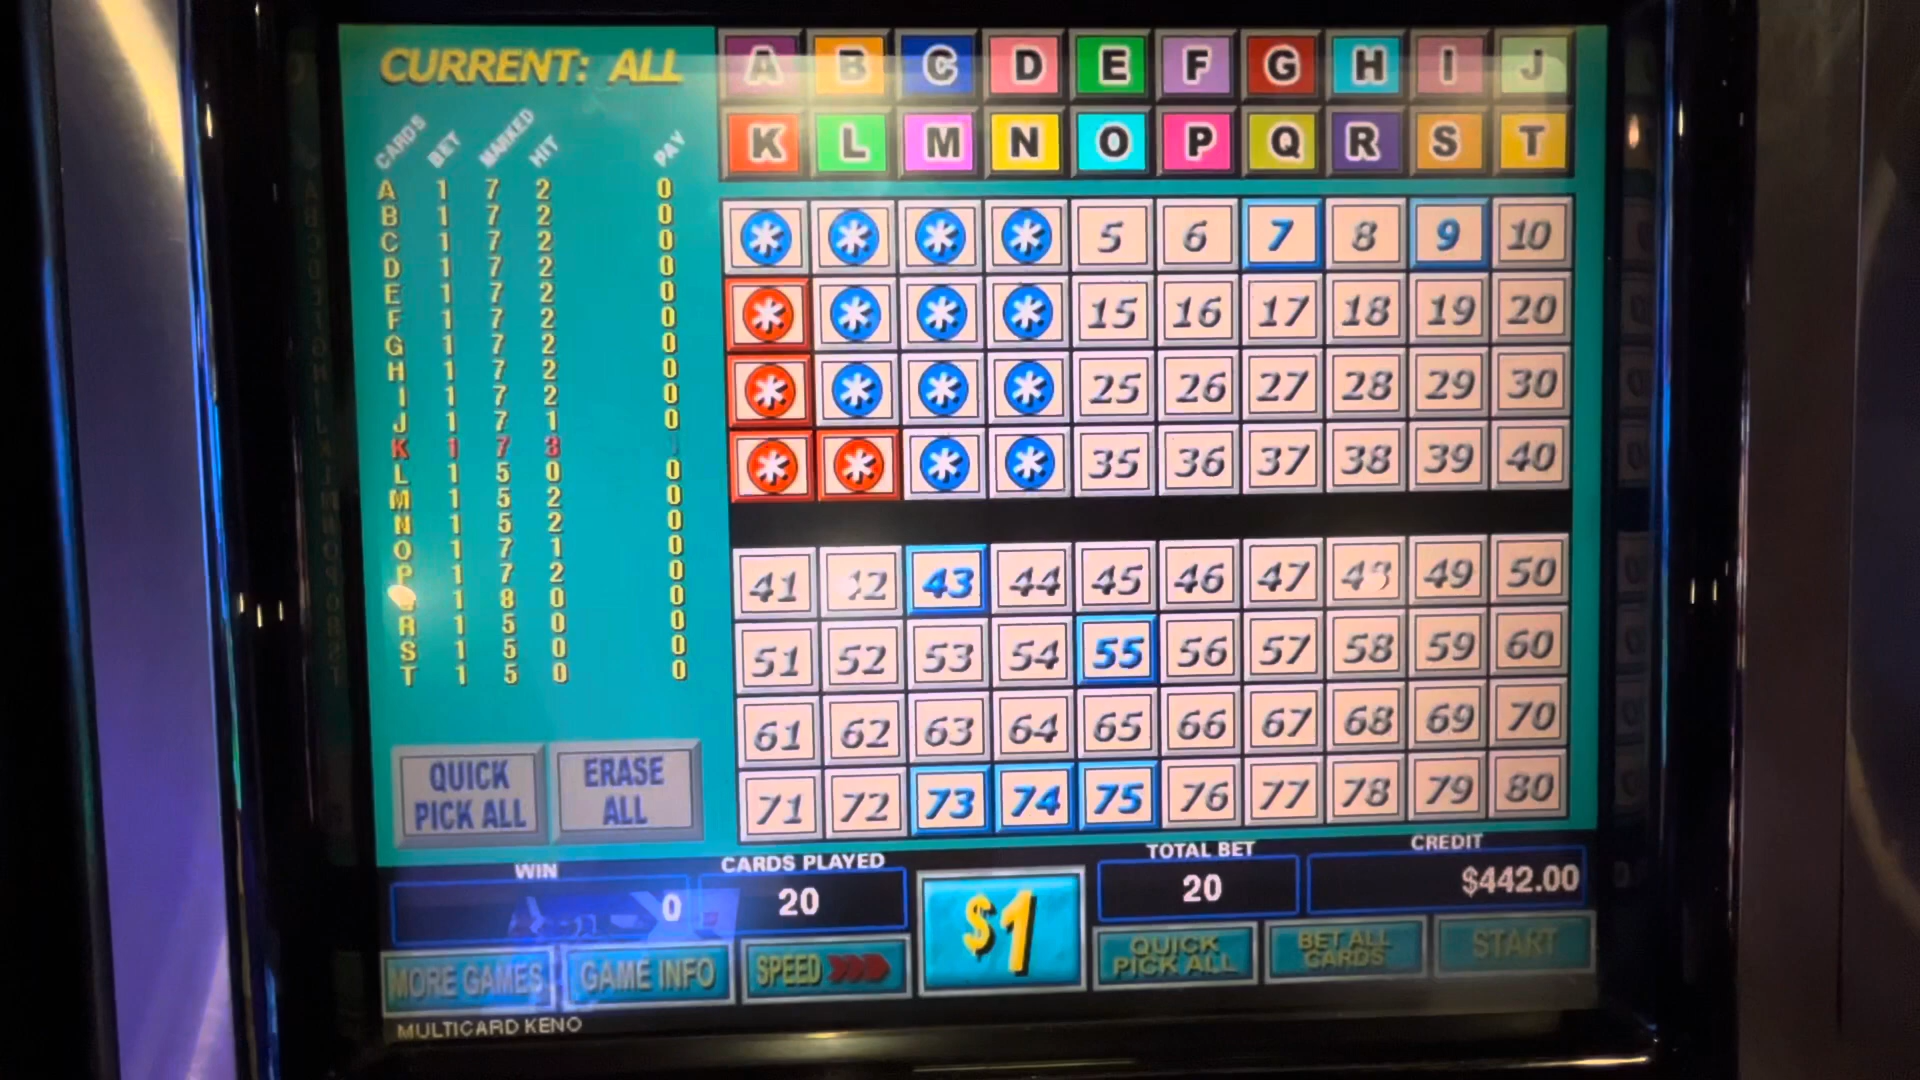 CURRENT: ALL
A B C D E F G H I J
K L M N O P Q R S T
CARDS BET MARKED HIT PAY
A 1 7 2 0
B 1 7 2 0
C 1 7 2 0
D 1 7 2 0
E 1 7 2 0
F 1 7 2 0
G 1 7 2 0
H 1 7 2 0
I 1 7 2 0
J 1 7 1 0
K 1 7 3
L 1 5 0 0
M 1 5 2 0
N 1 5 2 0
O 1 7 1 0
P 1 7 2 0
1 8 0 0
R 1 5 0 0
S 1 5 0 0
T 1 5 0 0
5 6 7 8 9 10
15 16 17 18 19 20
25 26 27 28 29 30
35 36 37 38 39 40
41 42 43 44 45 46 47 48 49 50
51 52 53 54 55 56 57 58 59 60
61 62 63 64 65 66 67 68 69 70
71 72 73 74 75 76 77 78 79 80
QUICK PICK ALL
ERASE ALL
WIN
0
CARDS PLAYED
20
$1
TOTAL BET
20
CREDIT
$442.00
MORE GAMES
GAME INFO
SPEED
QUICK PICK ALL
BET ALL CARDS
START
MULTICARD KENO